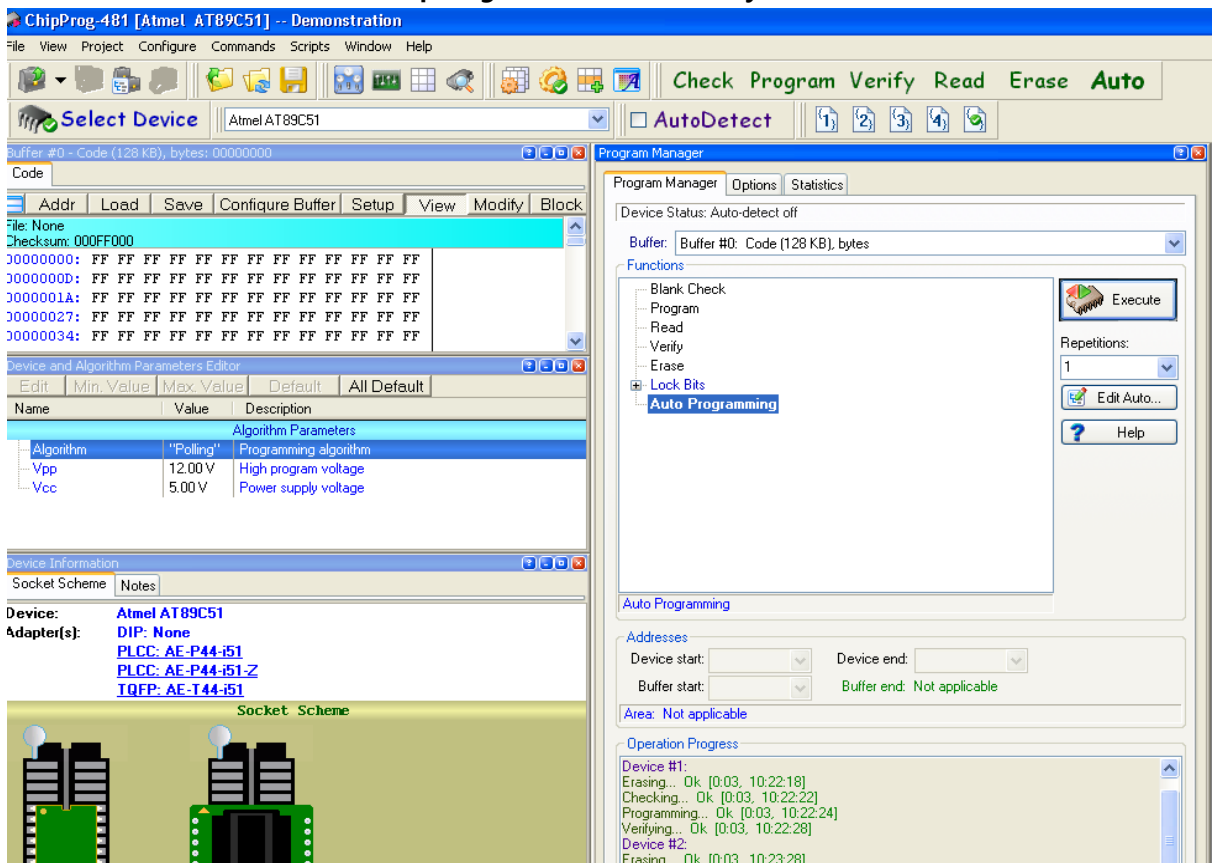 ChipProg-481 [Atmel AT89C51] -- Demonstration
File View Project Configure Commands Scripts Window Help
Check Program Verify Read Erase Auto
Select Device Atmel AT89C51 AutoDetect 1 2 3 4
Buffer #0 - Code (128 KB), bytes: 00000000
Code
Addr Load Save Configure Buffer Setup View Modify Block
File: None
Checksum: 000FF000
00000000: FF FF FF FF FF FF FF FF FF FF FF FF FF
0000000D: FF FF FF FF FF FF FF FF FF FF FF FF FF
0000001A: FF FF FF FF FF FF FF FF FF FF FF FF FF
00000027: FF FF FF FF FF FF FF FF FF FF FF FF FF
00000034: FF FF FF FF FF FF FF FF FF FF FF FF FF
Device and Algorithm Parameters Editor
Edit Min. Value Max. Value Default All Default
Name Value Description
Algorithm Parameters
Algorithm "Polling" Programming algorithm
Vpp 12.00 V High program voltage
Vcc 5.00 V Power supply voltage
Device Information
Socket Scheme Notes
Device: Atmel AT89C51
Adapter(s): DIP: None
PLCC: AE-P44-i51
PLCC: AE-P44-i51-Z
TQFP: AE-T44-i51
Socket Scheme
Program Manager
Program Manager Options Statistics
Device Status: Auto-detect off
Buffer: Buffer #0: Code (128 KB), bytes
Functions
Blank Check
Program
Read
Verify
Erase
Lock Bits
Auto Programming
Execute
Repetitions:
1
Edit Auto...
Help
Auto Programming
Addresses
Device start: Device end:
Buffer start: Buffer end: Not applicable
Area: Not applicable
Operation Progress
Device #1:
Erasing... Ok [0:03, 10:22:18]
Checking... Ok [0:03, 10:22:22]
Programming... Ok [0:03, 10:22:24]
Verifying... Ok [0:03, 10:22:28]
Device #2:
Erasing... Ok [0:03, 10:23:28]